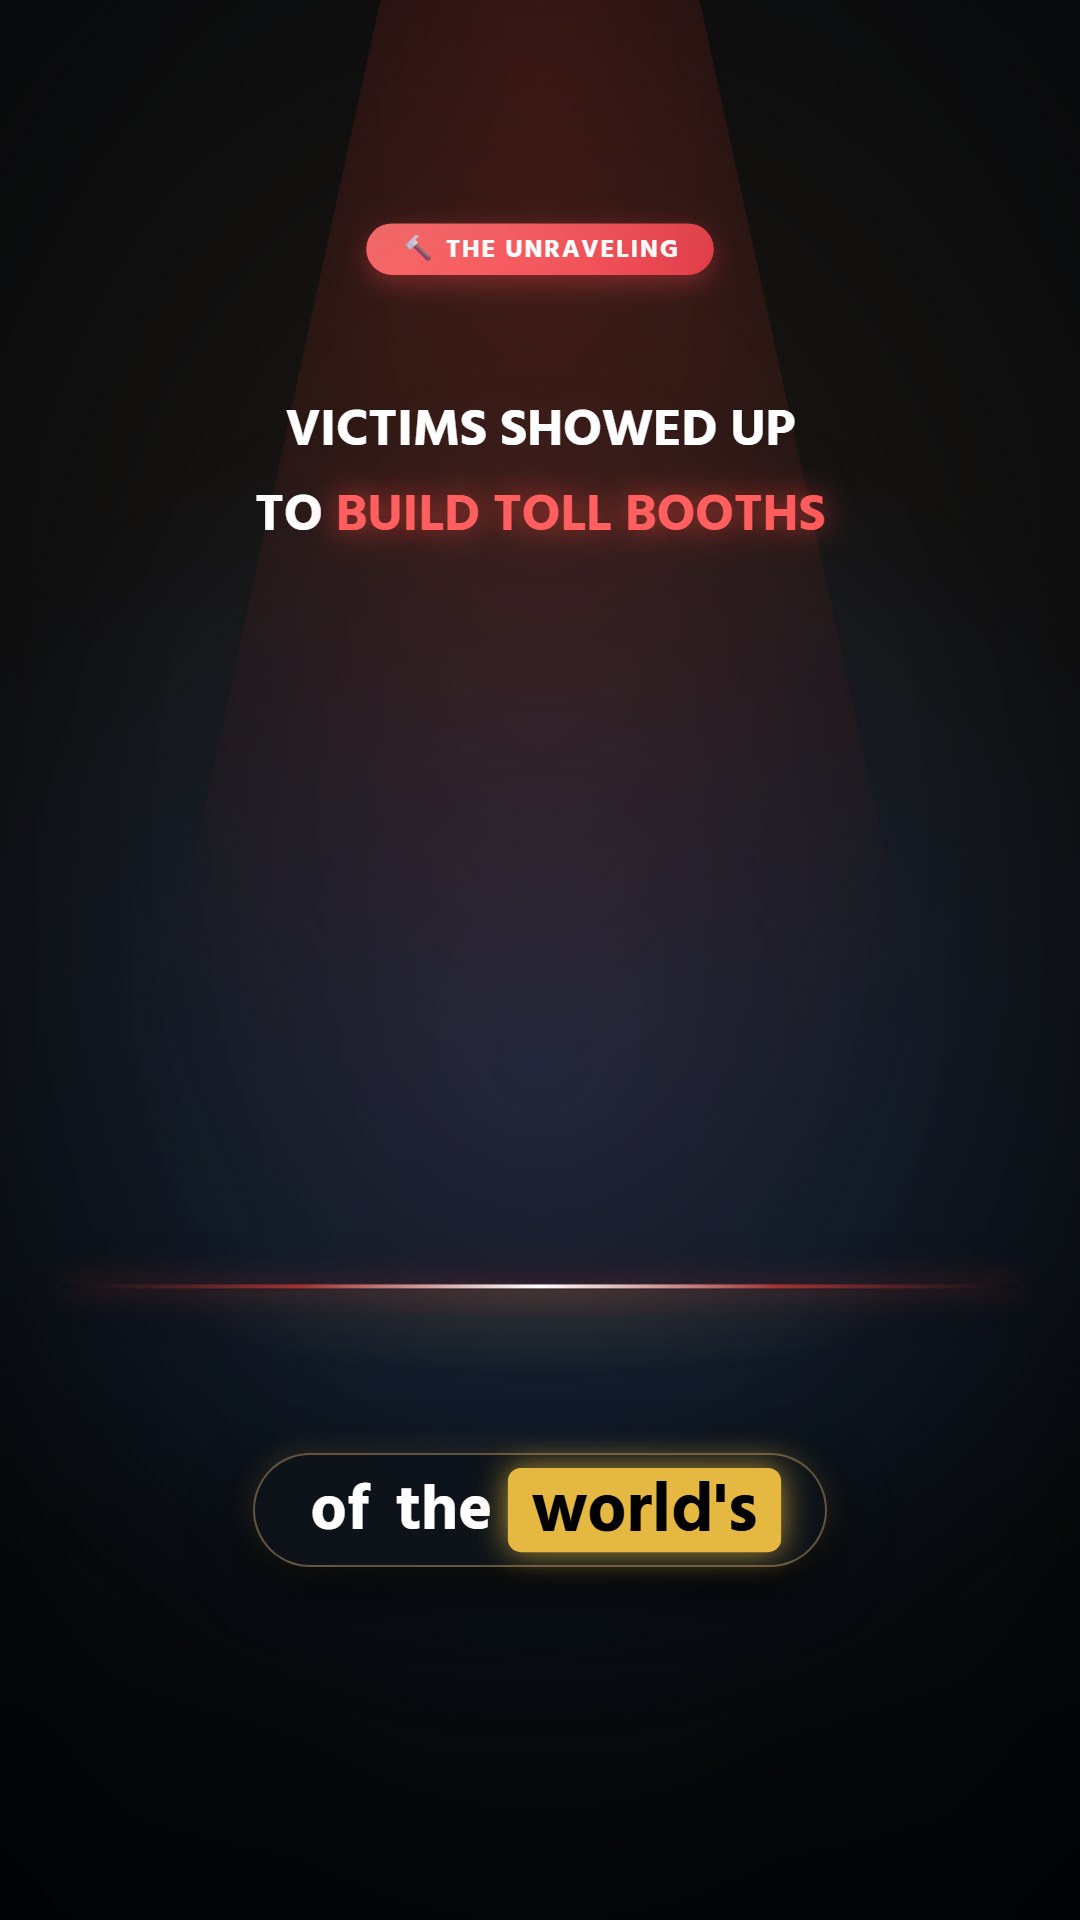 🔨 THE UNRAVELING
VICTIMS SHOWED UP
TO BUILD TOLL BOOTHS
of the world's